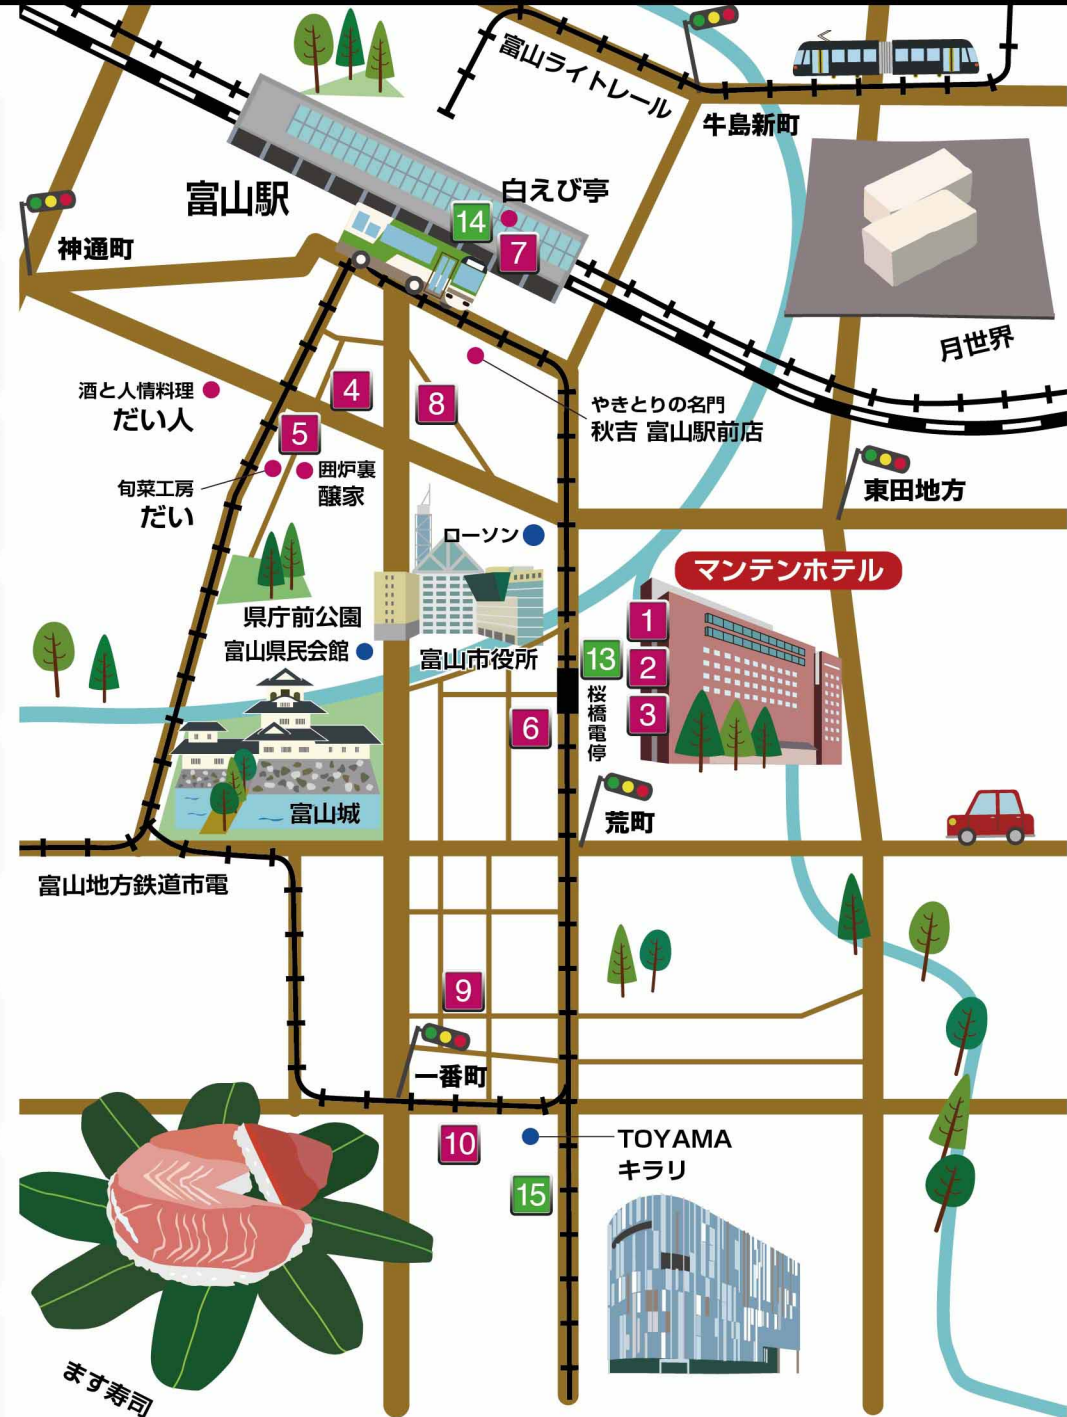 富山ライトレール
牛島新町
富山駅
白えび亭
14
7
神通町
月世界
酒と人情料理
だい人
4
8
やきとりの名門
秋吉 富山駅前店
5
旬菜工房
だい
囲炉裏
醸家
東田地方
ローソン
マンテンホテル
県庁前公園
富山県民会館
富山市役所
1
13
2
桜橋電停
3
6
富山城
荒町
富山地方鉄道市電
9
一番町
10
TOYAMA
キラリ
15
ます寿司